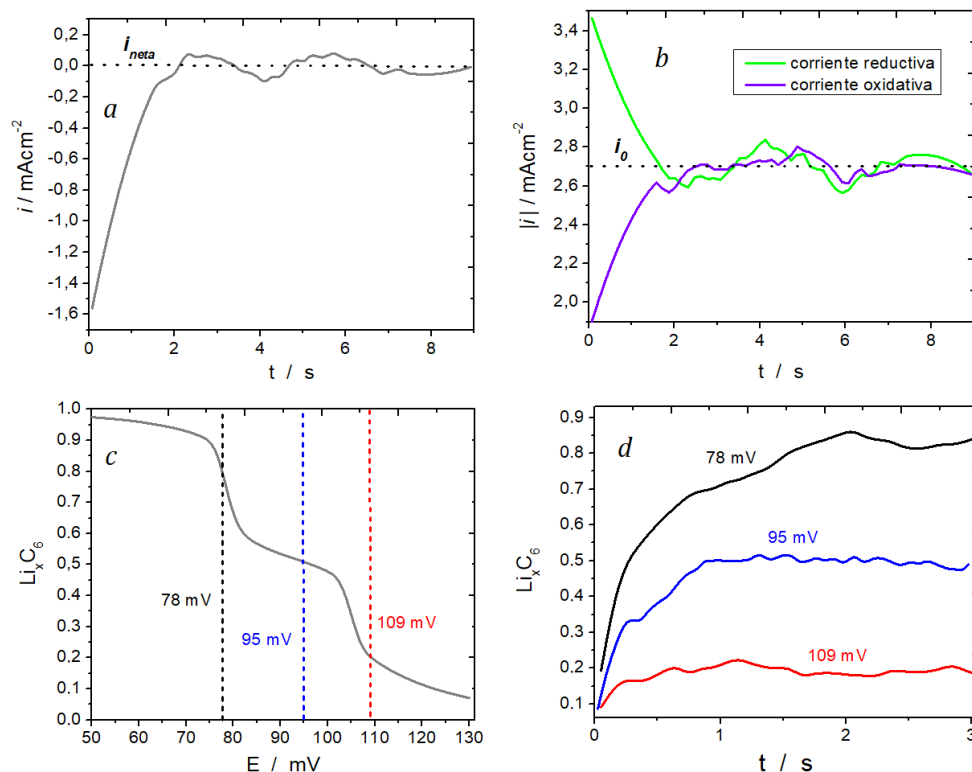 0,2
0,0
-0,2
-0,4
-0,6
-0,8
-1,0
-1,2
-1,4
-1,6
i / mAcm-2
i neta
a
0 2 4 6 8
t / s
3,4
3,2
3,0
2,8
2,6
2,4
2,2
2,0
|i| / mAcm-2
b
corriente reductiva
corriente oxidativa
i0
0 2 4 6 8
t / s
1.0
0.9
0.8
0.7
0.6
0.5
0.4
0.3
0.2
0.1
0.0
LixC6
c
78 mV
95 mV
109 mV
50 60 70 80 90 100 110 120 130
E / mV
0.9
0.8
0.7
0.6
0.5
0.4
0.3
0.2
0.1
LixC6
d
78 mV
95 mV
109 mV
0 1 2 3
t / s